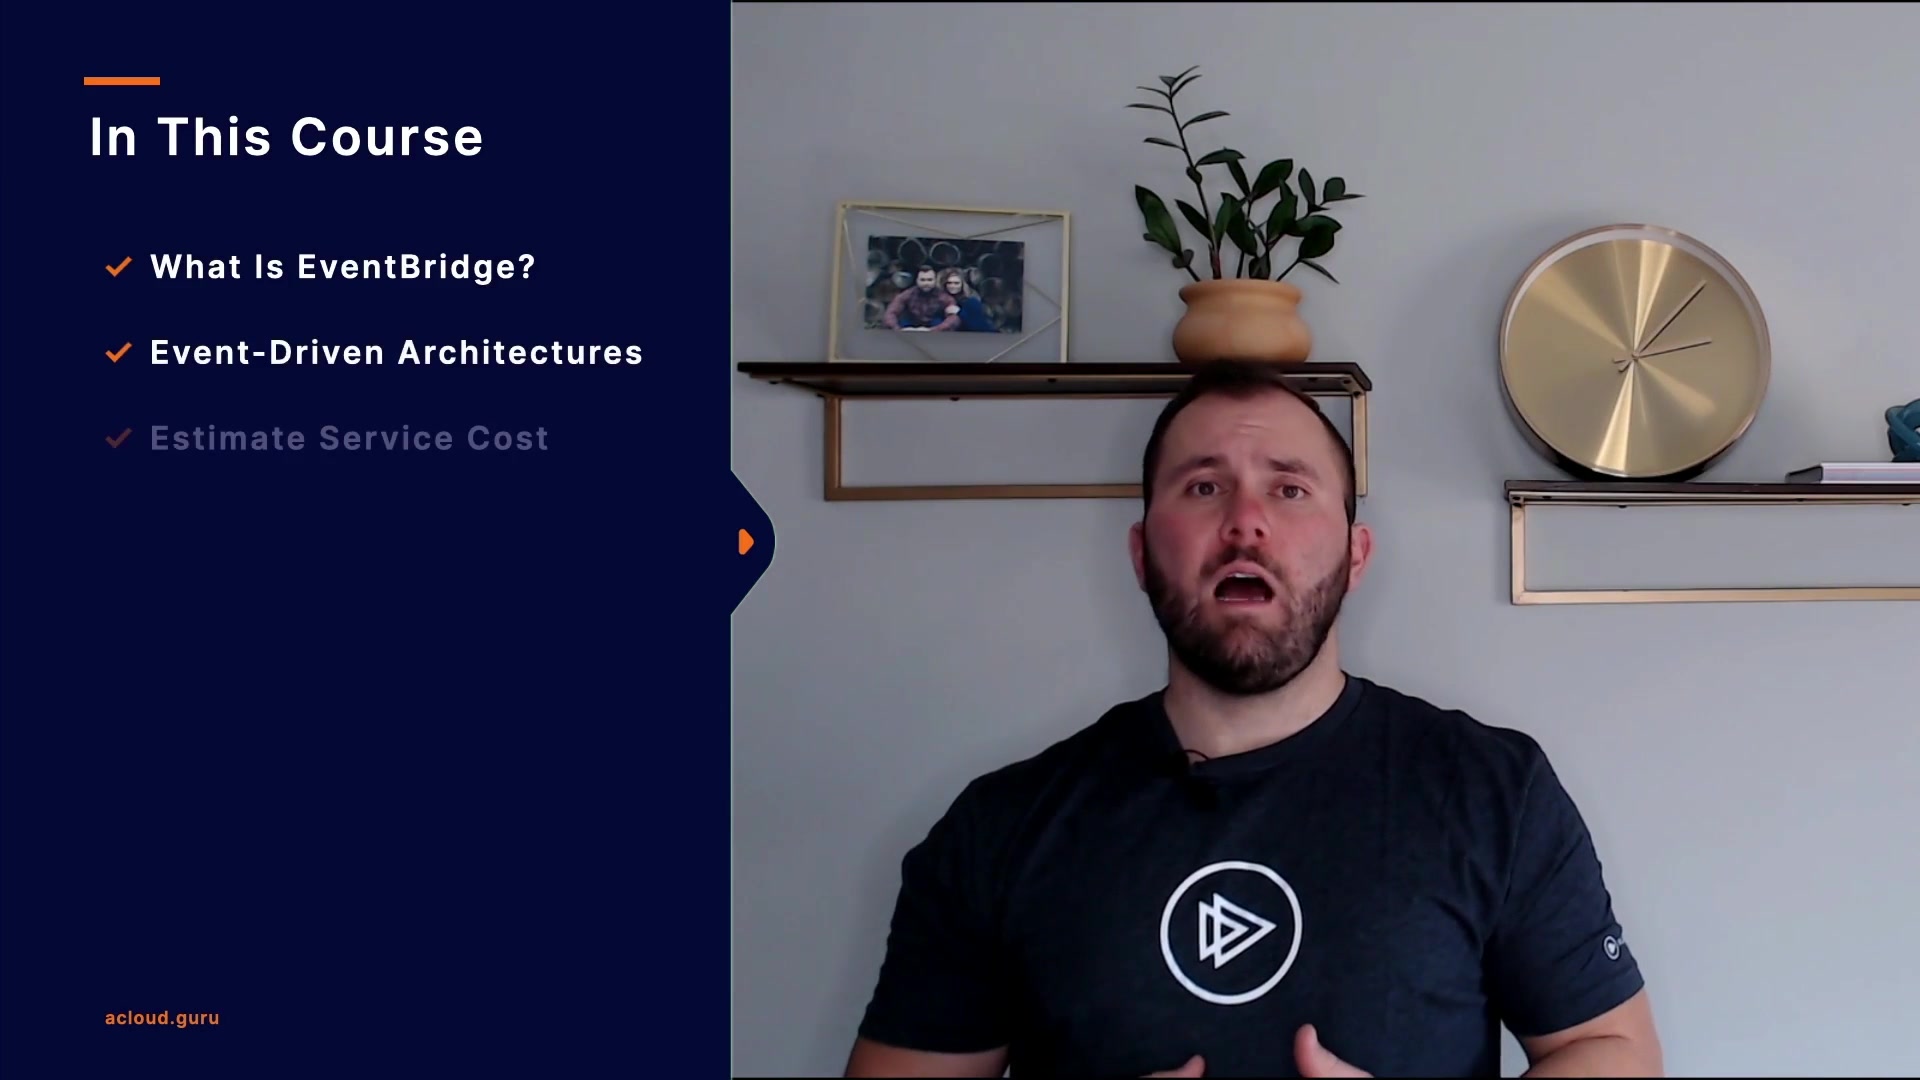 In This Course
What Is EventBridge?
Event-Driven Architectures
Estimate Service Cost
acloud.guru